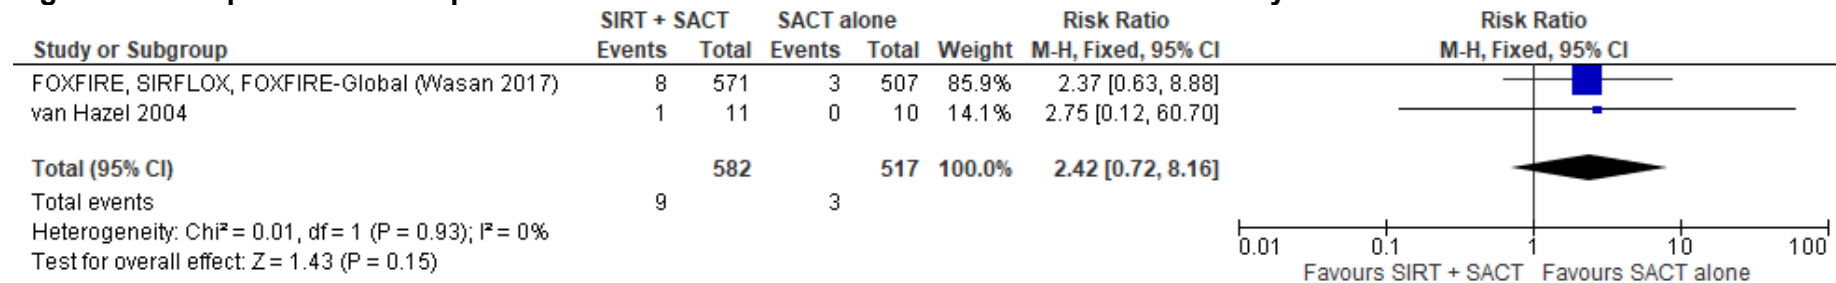 SIRT + SACT SACT alone Risk Ratio Risk Ratio
Study or Subgroup Events Total Events Total Weight M-H, Fixed, 95% CI M-H, Fixed, 95% CI
FOXFIRE, SIRFLOX, FOXFIRE-Global (Wasan 2017) 8 571 3 507 85.9% 2.37 [0.63, 8.88]
van Hazel 2004 1 11 0 10 14.1% 2.75 [0.12, 60.70]
Total (95% CI) 582 517 100.0% 2.42 [0.72, 8.16]
Total events 9 3
Heterogeneity: Chi² = 0.01, df = 1 (P = 0.93); I² = 0%
Test for overall effect: Z = 1.43 (P = 0.15)
0.01 0.1 1 10 100
Favours SIRT + SACT Favours SACT alone